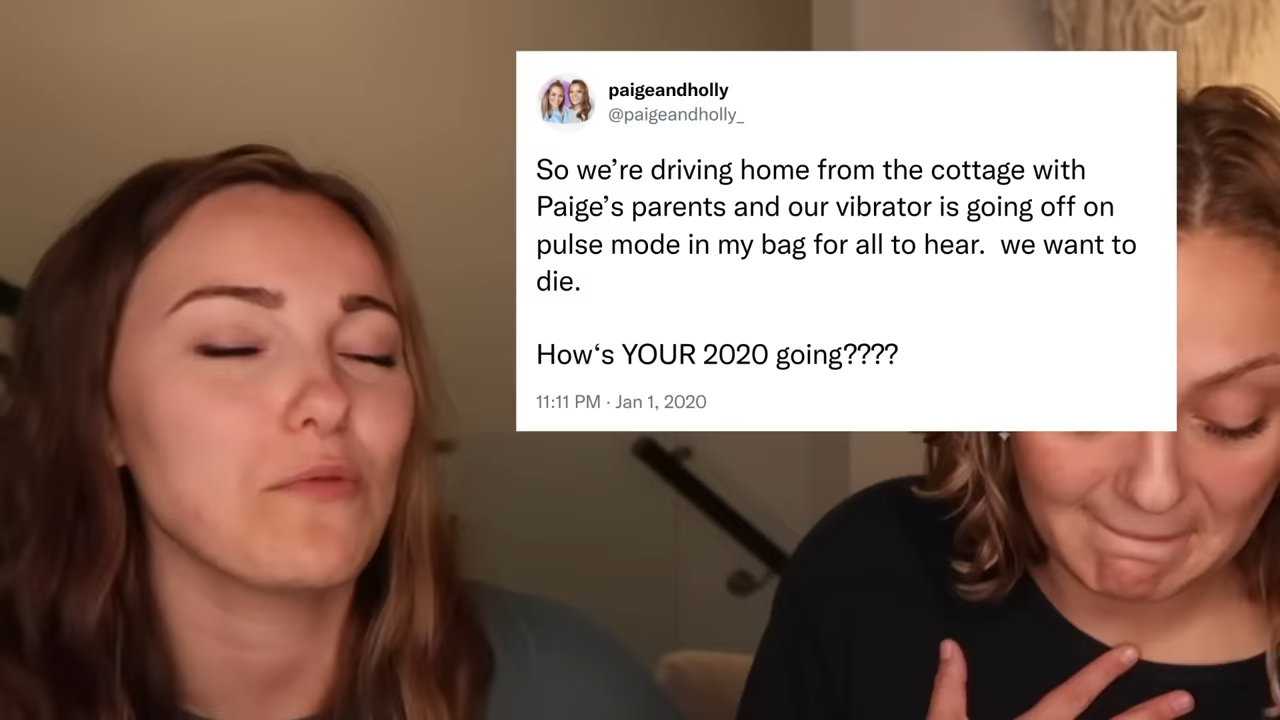 paigeandholly
@paigeandholly_
So we’re driving home from the cottage with
Paige’s parents and our vibrator is going off on
pulse mode in my bag for all to hear.  we want to
die.
How‘s YOUR 2020 going????
11:11 PM · Jan 1, 2020